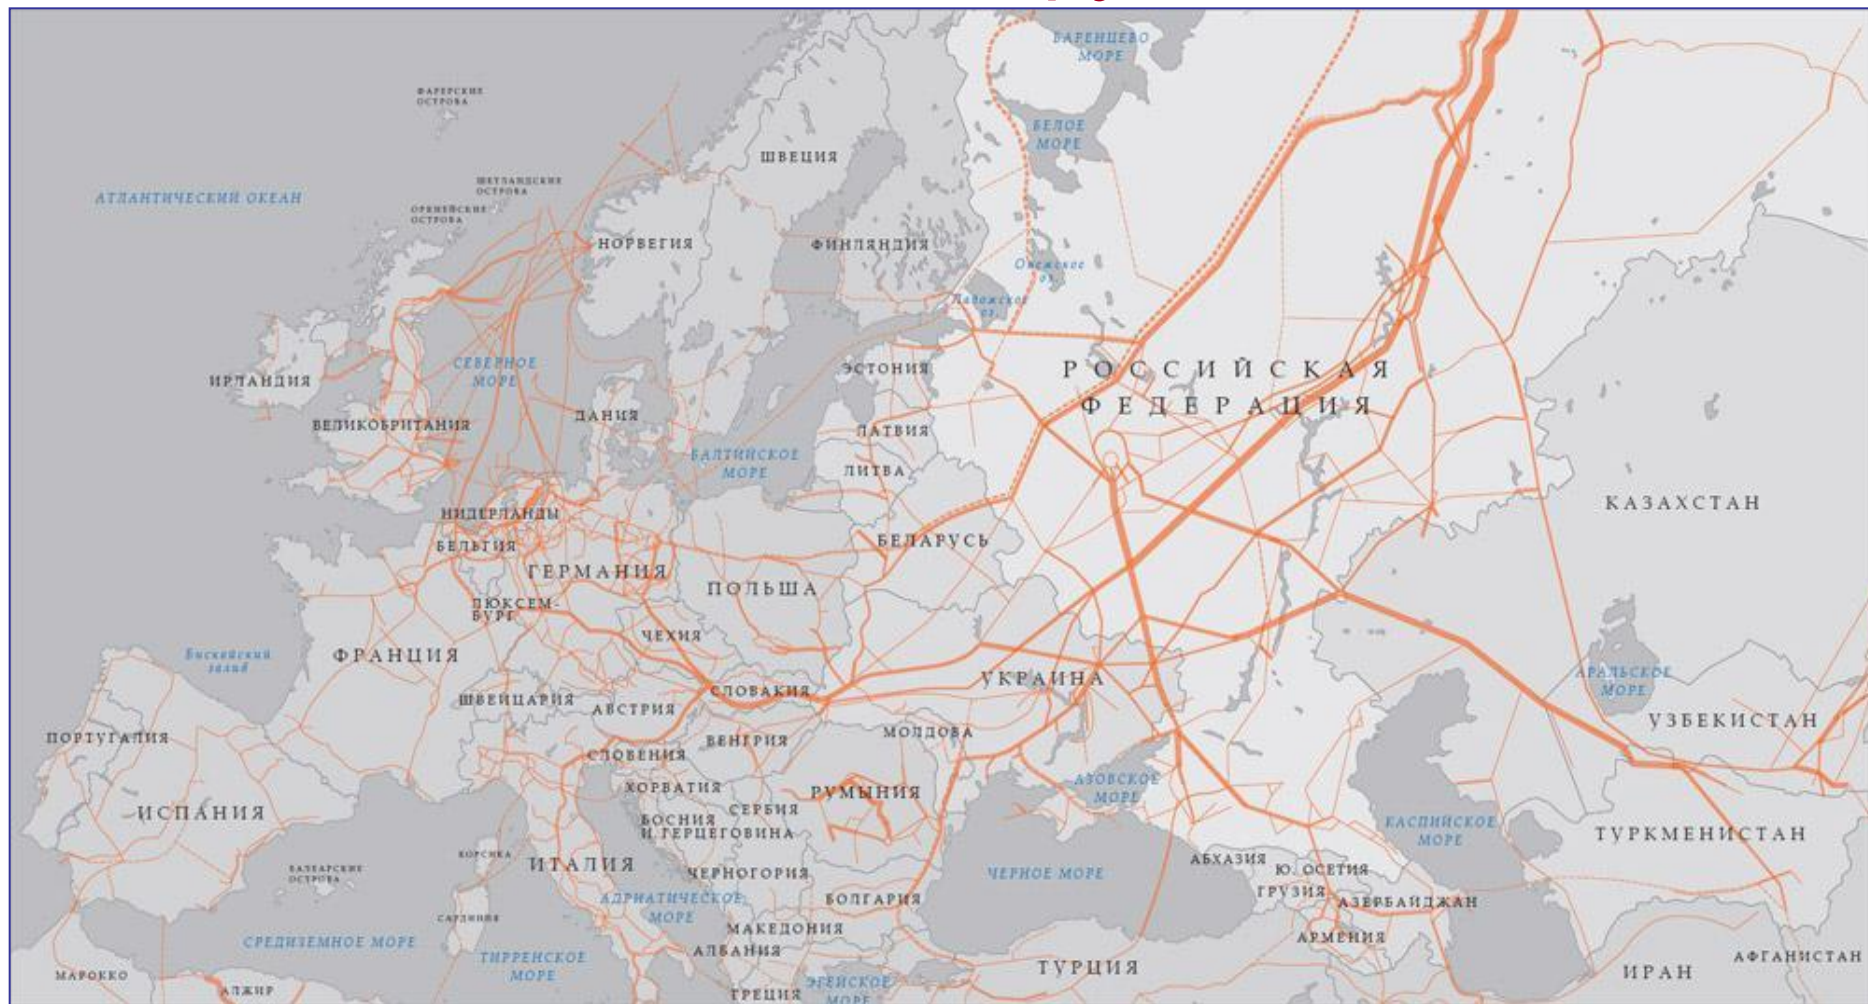 БАРЕНЦЕВО
МОРЕ
ФАРЕРСКИЕ
ОСТРОВА
БЕЛОЕ
МОРЕ
ШВЕЦИЯ
АТЛАНТИЧЕСКИЙ ОКЕАН
ШЕТЛАНДСКИЕ
ОСТРОВА
ОРКНЕЙСКИЕ
ОСТРОВА
НОРВЕГИЯ
ФИНЛЯНДИЯ
Онежское
оз.
Ладожское
оз.
СЕВЕРНОЕ
МОРЕ
ИРЛАНДИЯ
ЭСТОНИЯ
РОССИЙСКАЯ
ФЕДЕРАЦИЯ
ДАНИЯ
ВЕЛИКОБРИТАНИЯ
ЛАТВИЯ
БАЛТИЙСКОЕ
МОРЕ
ЛИТВА
КАЗАХСТАН
НИДЕРЛАНДЫ
БЕЛЬГИЯ
БЕЛАРУСЬ
ГЕРМАНИЯ
ПОЛЬША
ЛЮКСЕМ-
БУРГ
ЧЕХИЯ
Бискайский
залив
ФРАНЦИЯ
УКРАИНА
АРАЛЬСКОЕ
МОРЕ
СЛОВАКИЯ
ШВЕЙЦАРИЯ
АВСТРИЯ
УЗБЕКИСТАН
ПОРТУГАЛИЯ
ВЕНГРИЯ
МОЛДОВА
СЛОВЕНИЯ
АЗОВСКОЕ
МОРЕ
ХОРВАТИЯ
РУМЫНИЯ
ИСПАНИЯ
СЕРБИЯ
БОСНИЯ
И ГЕРЦЕГОВИНА
КАСПИЙСКОЕ
МОРЕ
ТУРКМЕНИСТАН
КОРСИКА
ИТАЛИЯ
БАЛЕАРСКИЕ
ОСТРОВА
ЧЕРНОГОРИЯ
ЧЕРНОЕ МОРЕ
АБХАЗИЯ
Ю. ОСЕТИЯ
ГРУЗИЯ
АЗЕРБАЙДЖАН
БОЛГАРИЯ
АДРИАТИЧЕСКОЕ
МОРЕ
САРДИНИЯ
МАКЕДОНИЯ
АРМЕНИЯ
СРЕДИЗЕМНОЕ МОРЕ
АЛБАНИЯ
ТИРРЕНСКОЕ
МОРЕ
ТУРЦИЯ
ИРАН
АФГАНИСТАН
МАРОККО
АЛЖИР
ЭГЕЙСКОЕ
МОРЕ
ГРЕЦИЯ